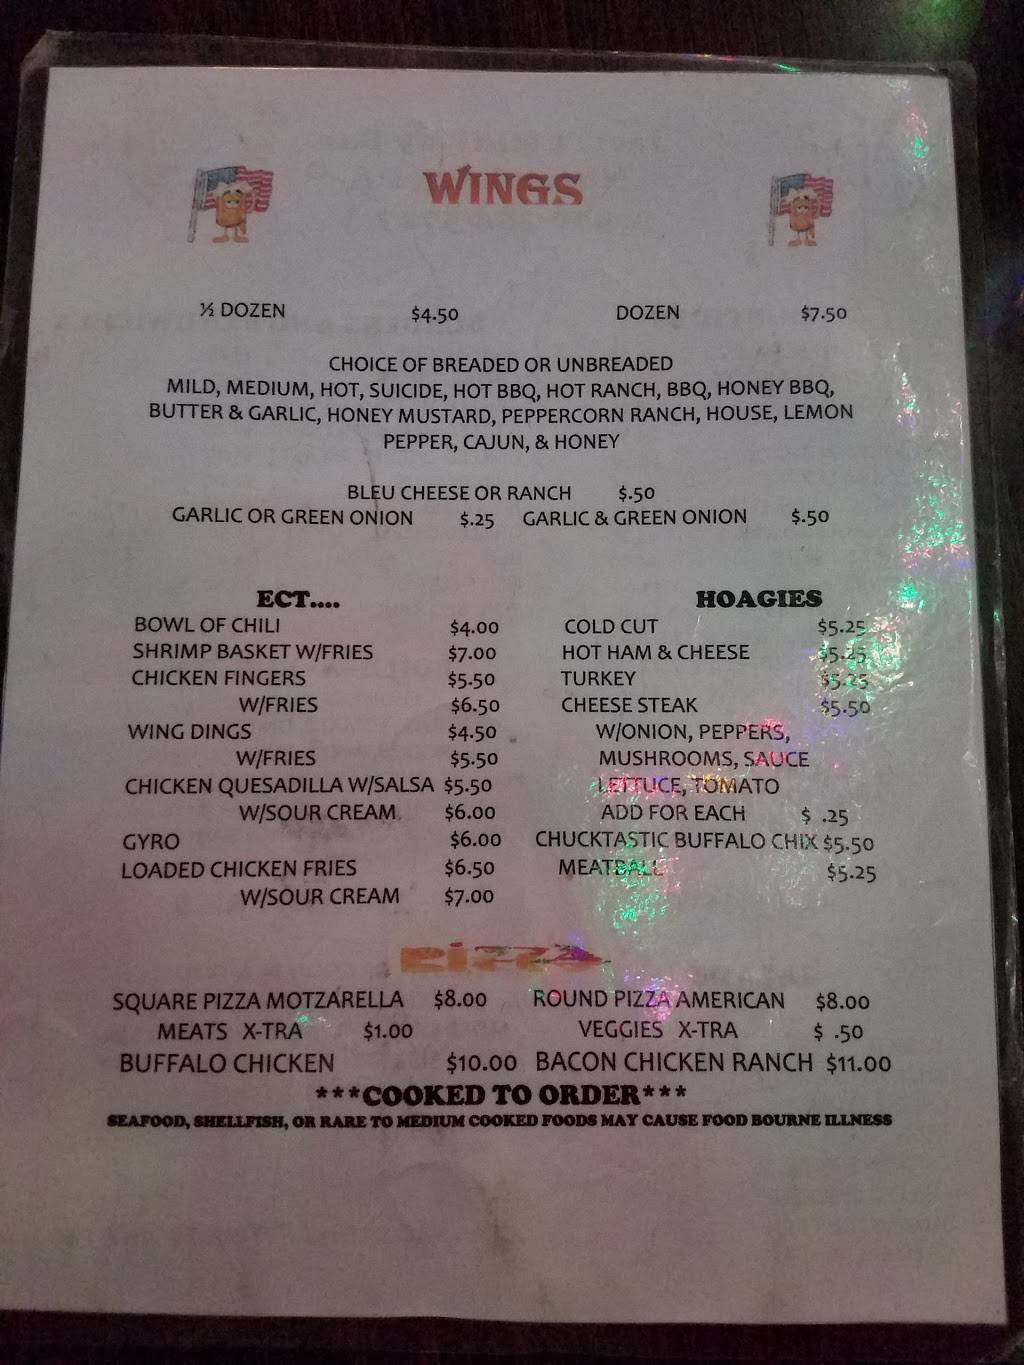 WINGS
½ DOZEN $4.50 DOZEN $7.50
CHOICE OF BREADED OR UNBREADED
MILD, MEDIUM, HOT, SUICIDE, HOT BBQ, HOT RANCH, BBQ, HONEY BBQ,
BUTTER & GARLIC, HONEY MUSTARD, PEPPERCORN RANCH, HOUSE, LEMON
PEPPER, CAJUN, & HONEY
BLEU CHEESE OR RANCH $.50
GARLIC OR GREEN ONION $.25 GARLIC & GREEN ONION $.50
ECT....
BOWL OF CHILI $4.00
SHRIMP BASKET W/FRIES $7.00
CHICKEN FINGERS $5.50
W/FRIES $6.50
WING DINGS $4.50
W/FRIES $5.50
CHICKEN QUESADILLA W/SALSA $5.50
W/SOUR CREAM $6.00
GYRO $6.00
LOADED CHICKEN FRIES $6.50
W/SOUR CREAM $7.00
HOAGIES
COLD CUT $5.25
HOT HAM & CHEESE $5.25
TURKEY $5.25
CHEESE STEAK $5.50
W/ONION, PEPPERS,
MUSHROOMS, SAUCE
LETTUCE, TOMATO
ADD FOR EACH $ .25
CHUCKTASTIC BUFFALO CHIX $5.50
MEATBALL $5.25
Pizza
SQUARE PIZZA MOTZARELLA $8.00 ROUND PIZZA AMERICAN $8.00
MEATS X-TRA $1.00 VEGGIES X-TRA $ .50
BUFFALO CHICKEN $10.00 BACON CHICKEN RANCH $11.00
***COOKED TO ORDER***
SEAFOOD, SHELLFISH, OR RARE TO MEDIUM COOKED FOODS MAY CAUSE FOOD BOURNE ILLNESS